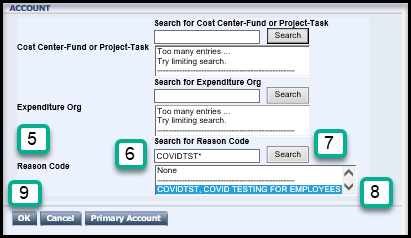 ACCOUNT
Search for Cost Center-Fund or Project-Task
Search
Cost Center-Fund or Project-Task
Too many entries ...
Try limiting search.
----------------------------------------------
Search for Expenditure Org
Search
Expenditure Org
Too many entries ...
Try limiting search.
----------------------------------------------
5
Search for Reason Code
6
COVIDTST*
Search
7
Reason Code
None
----------------------------------------------
COVIDTST, COVID TESTING FOR EMPLOYEES
8
9
OK
Cancel
Primary Account